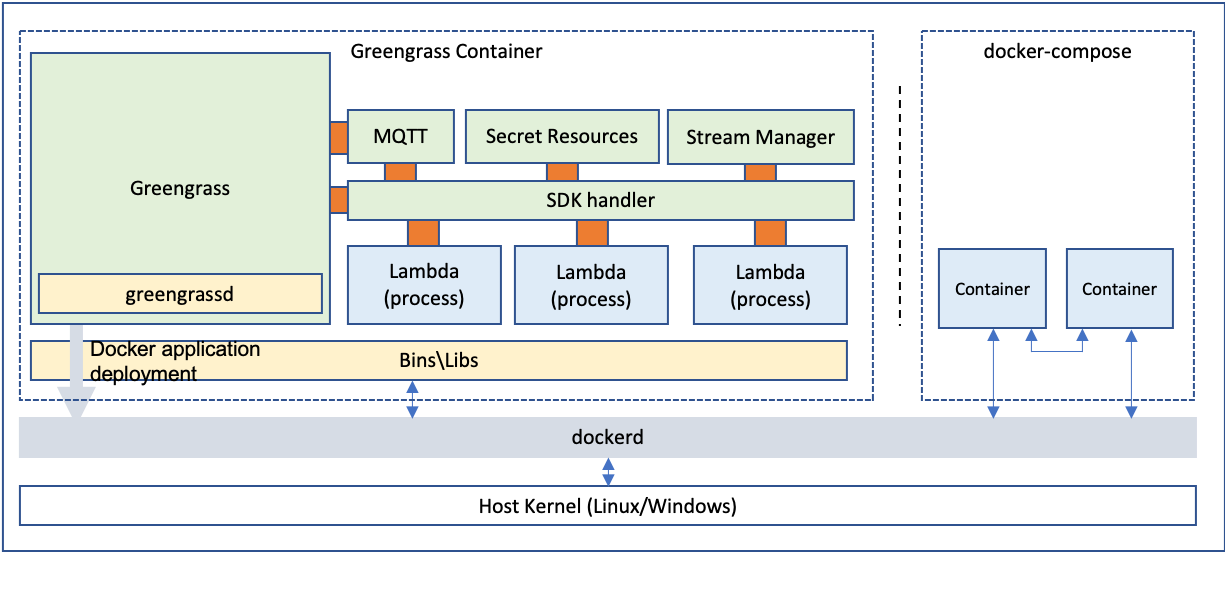 Greengrass Container
docker-compose
Greengrass
MQTT
Secret Resources
Stream Manager
SDK handler
Lambda
(process)
Lambda
(process)
Lambda
(process)
greengrassd
Container
Container
Docker application
deployment
Bins\Libs
dockerd
Host Kernel (Linux/Windows)